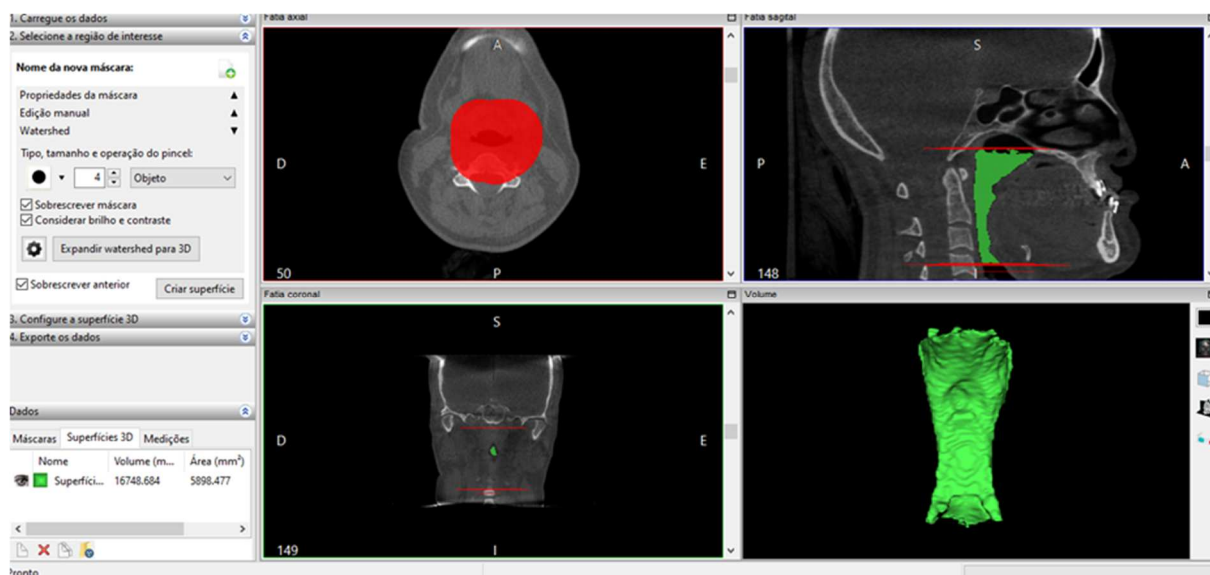 1. Carregue os dados
2. Selecione a região de interesse
Nome da nova máscara:
Propriedades da máscara
Edição manual
Watershed
Tipo, tamanho e operação do pincel:
4
Objeto
Sobrescrever máscara
Considerar brilho e contraste
Expandir watershed para 3D
Sobrescrever anterior
Criar superfície
3. Configure a superfície 3D
4. Exporte os dados
Dados
Máscaras Superfícies 3D Medições
Nome Volume (m... Área (mm²)
Superfíci... 16748.684 5898.477
Pronto
Fatia axial
A
D E
50 P
Fatia sagital
S
P A
148
Fatia coronal
S
D E
149 I
Volume